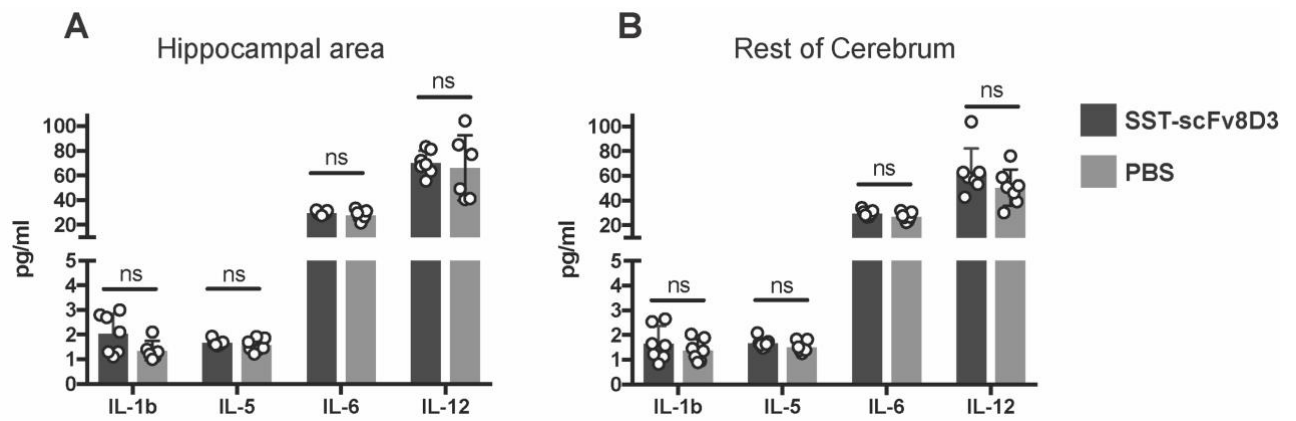 A
Hippocampal area
ns
ns
ns
ns
100
80
60
40
20
5
4
3
2
1
0
pg/ml
IL-1b IL-5 IL-6 IL-12
B
Rest of Cerebrum
ns
ns
ns
ns
100
80
60
40
20
5
4
3
2
1
0
pg/ml
IL-1b IL-5 IL-6 IL-12
SST-scFv8D3
PBS